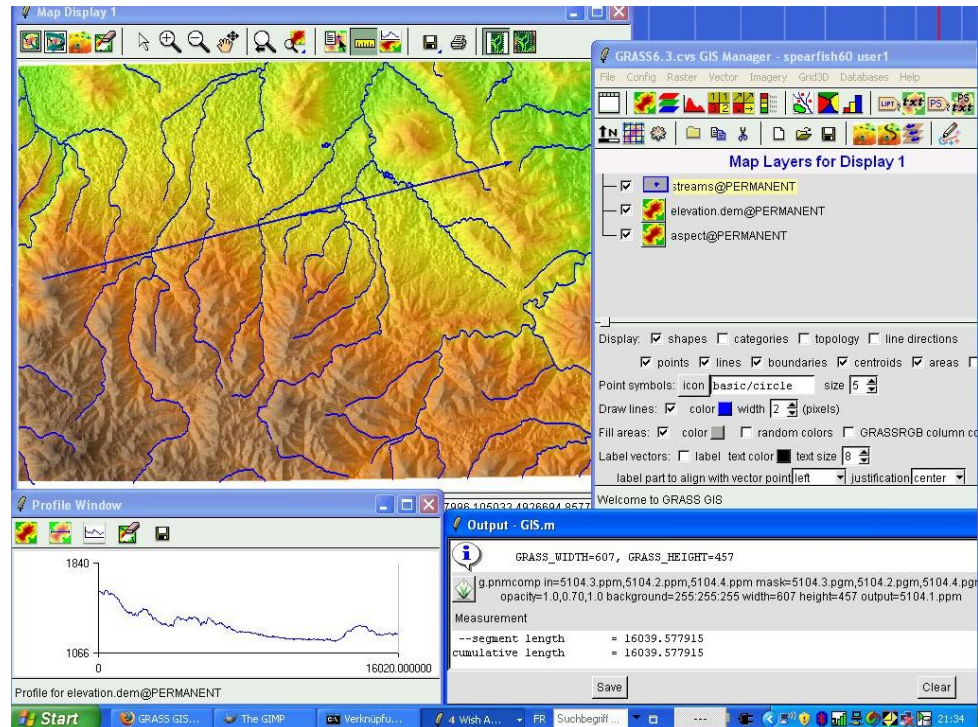 Map Display 1
GRASS6.3.cvs GIS Manager - spearfish60 user1
File Config Raster Vector Imagery Grid3D Databases Help
Map Layers for Display 1
streams@PERMANENT
elevation.dem@PERMANENT
aspect@PERMANENT
Display: shapes categories topology line directions
points lines boundaries centroids areas
Point symbols: icon basic/circle size 5
Draw lines: color width 2 (pixels)
Fill areas: color random colors GRASSRGB column co
Label vectors: label text color text size 8
label part to align with vector point left justification center
Welcome to GRASS GIS
Profile Window
1840
1066
0
16020.000000
Profile for elevation.dem@PERMANENT
Output - GIS.m
GRASS_WIDTH=607, GRASS_HEIGHT=457
g.pnmcomp in=5104.3.ppm,5104.2.ppm,5104.4.ppm mask=5104.3.pgm,5104.2.pgm,5104.4.pgm
opacity=1.0,0.70,1.0 background=255:255:255 width=607 height=457 output=5104.1.ppm
Measurement
--segment length = 16039.577915
cumulative length = 16039.577915
Save Clear
Start GRASS GIS... The GIMP Verknüpfu... 4 Wish A... FR Suchbegriff ... --- 21:34